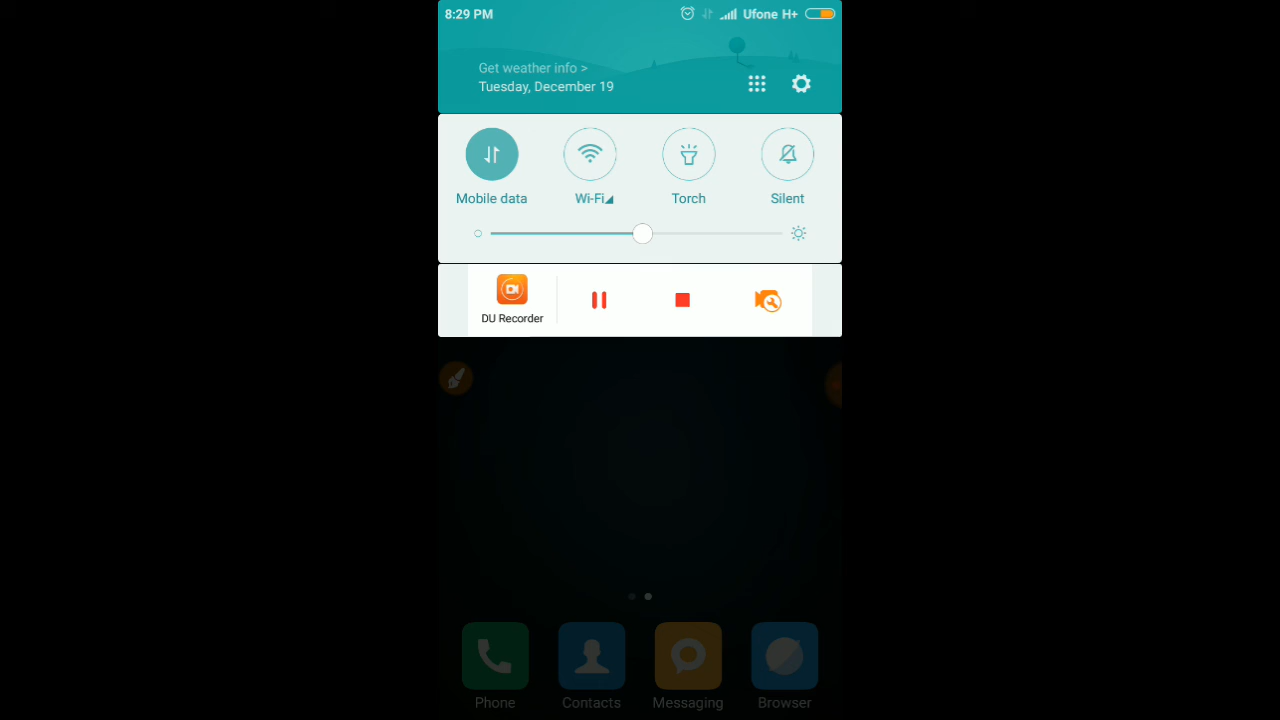 8:29 PM Ufone H+
Get weather info >
Tuesday, December 19
Mobile data Wi-Fi Torch Silent
DU Recorder
Phone Contacts Messaging Browser